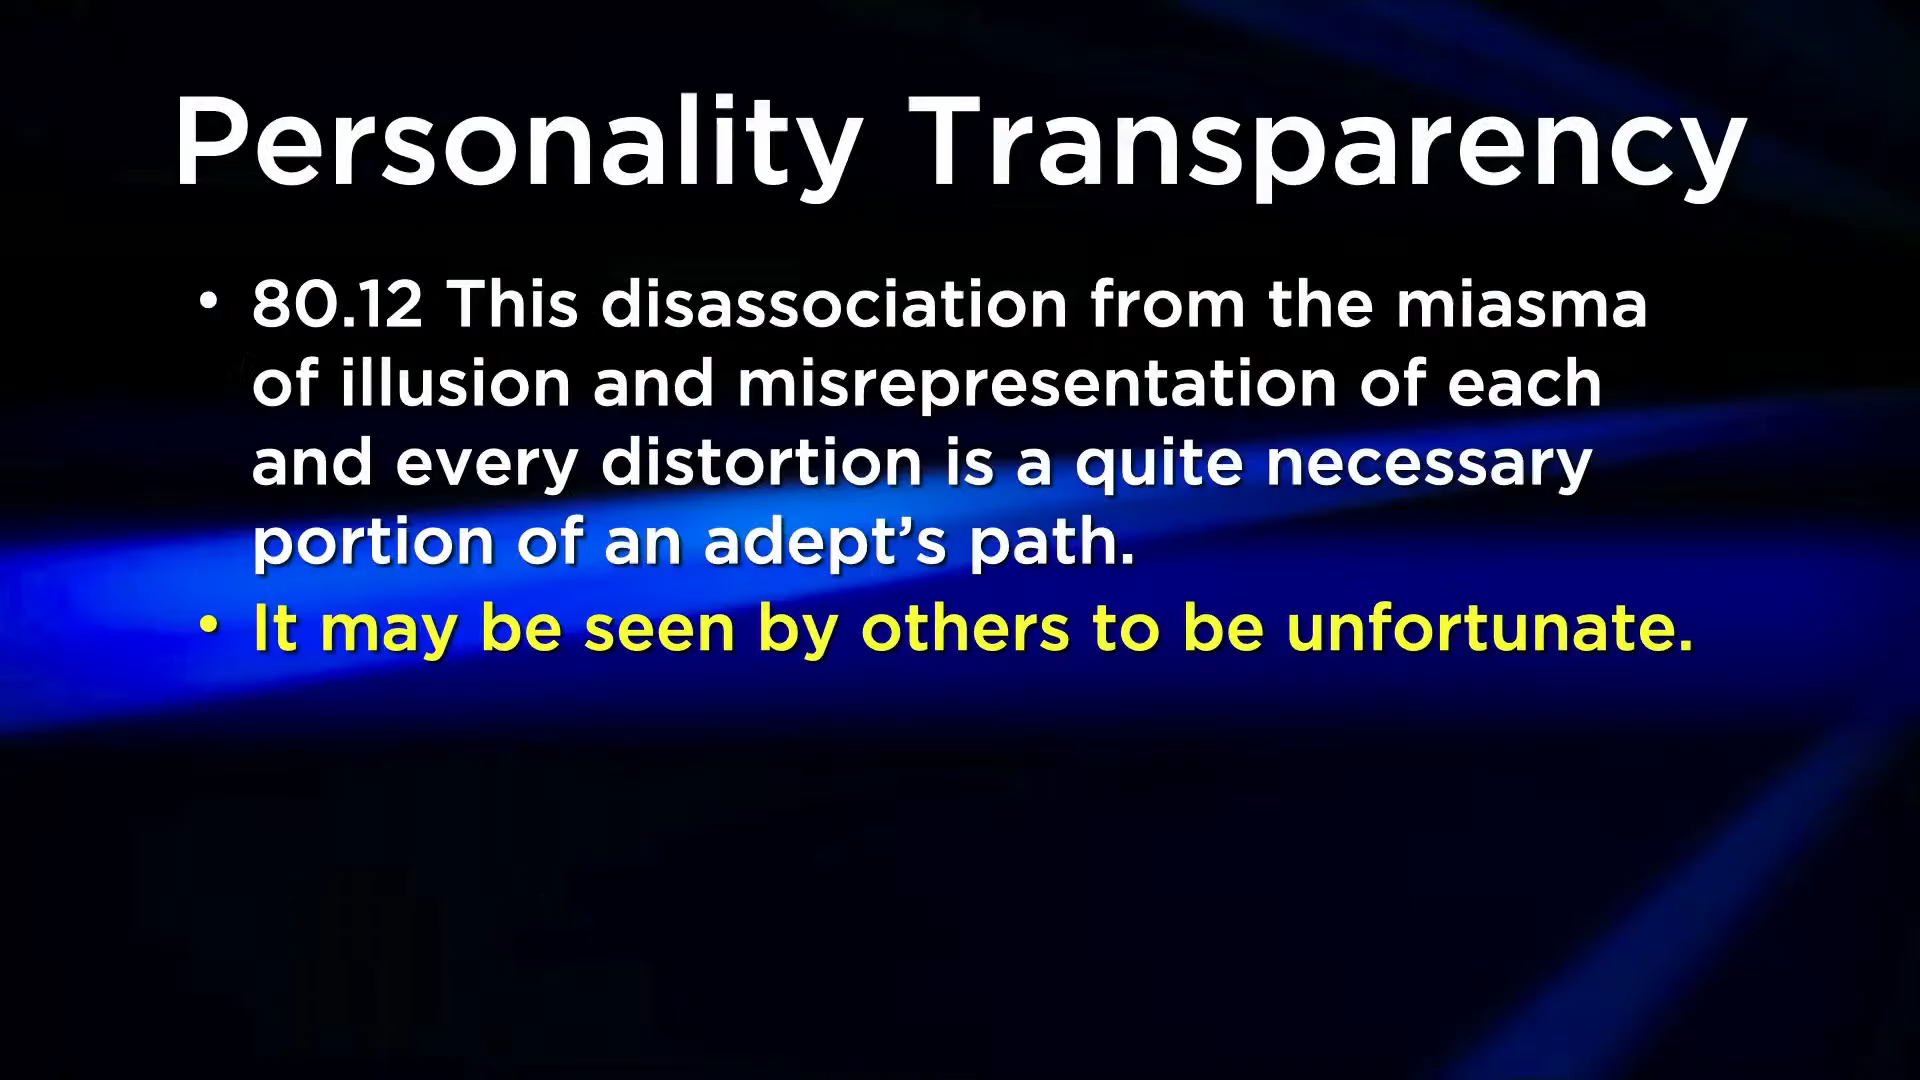 Personality Transparency
• 80.12 This disassociation from the miasma
of illusion and misrepresentation of each
and every distortion is a quite necessary
portion of an adept’s path.
• It may be seen by others to be unfortunate.